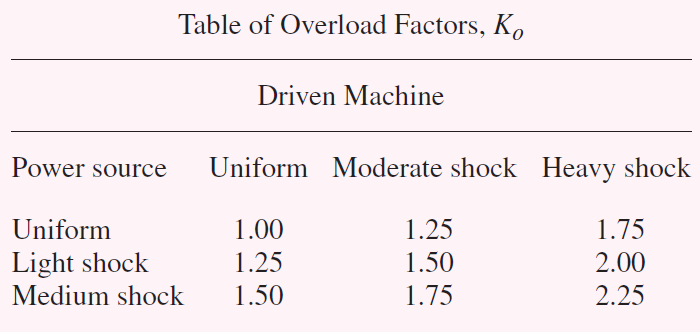 Table of Overload Factors, Ko
Driven Machine
Power source Uniform Moderate shock Heavy shock
Uniform 1.00 1.25 1.75
Light shock 1.25 1.50 2.00
Medium shock 1.50 1.75 2.25